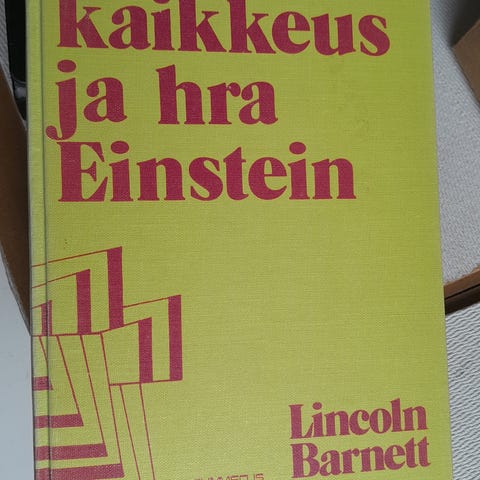 kaikkeus
ja hra
Einstein
Lincoln
Barnett